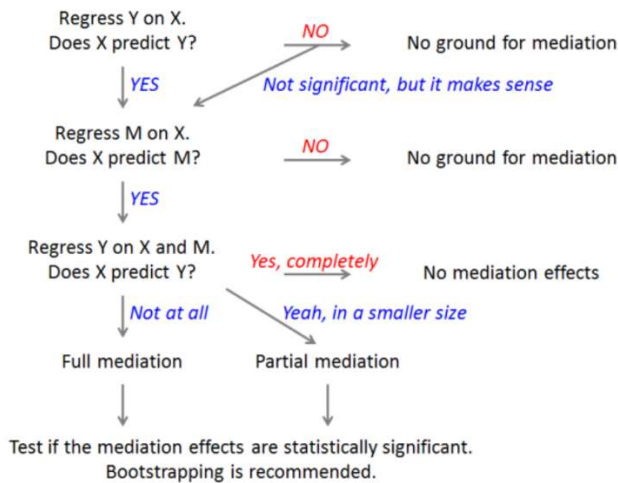 Regress Y on X.
Does X predict Y?
NO
No ground for mediation
YES
Not significant, but it makes sense
Regress M on X.
Does X predict M?
NO
No ground for mediation
YES
Regress Y on X and M.
Does X predict Y?
Yes, completely
No mediation effects
Not at all
Yeah, in a smaller size
Full mediation
Partial mediation
Test if the mediation effects are statistically significant.
Bootstrapping is recommended.